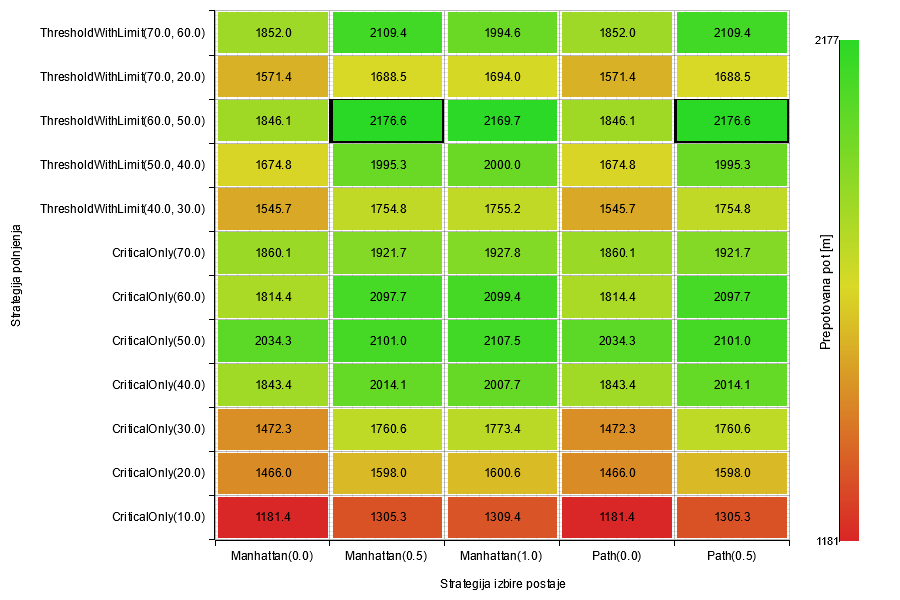 ThresholdWithLimit(70.0, 60.0) 1852.0 2109.4 1994.6 1852.0 2109.4
ThresholdWithLimit(70.0, 20.0) 1571.4 1688.5 1694.0 1571.4 1688.5
ThresholdWithLimit(60.0, 50.0) 1846.1 2176.6 2169.7 1846.1 2176.6
ThresholdWithLimit(50.0, 40.0) 1674.8 1995.3 2000.0 1674.8 1995.3
ThresholdWithLimit(40.0, 30.0) 1545.7 1754.8 1755.2 1545.7 1754.8
CriticalOnly(70.0) 1860.1 1921.7 1927.8 1860.1 1921.7
CriticalOnly(60.0) 1814.4 2097.7 2099.4 1814.4 2097.7
CriticalOnly(50.0) 2034.3 2101.0 2107.5 2034.3 2101.0
CriticalOnly(40.0) 1843.4 2014.1 2007.7 1843.4 2014.1
CriticalOnly(30.0) 1472.3 1760.6 1773.4 1472.3 1760.6
CriticalOnly(20.0) 1466.0 1598.0 1600.6 1466.0 1598.0
CriticalOnly(10.0) 1181.4 1305.3 1309.4 1181.4 1305.3
Manhattan(0.0) Manhattan(0.5) Manhattan(1.0) Path(0.0) Path(0.5)
Strategija izbire postaje
Strategija polnjenja
2177
Prepotovana pot [m]
1181